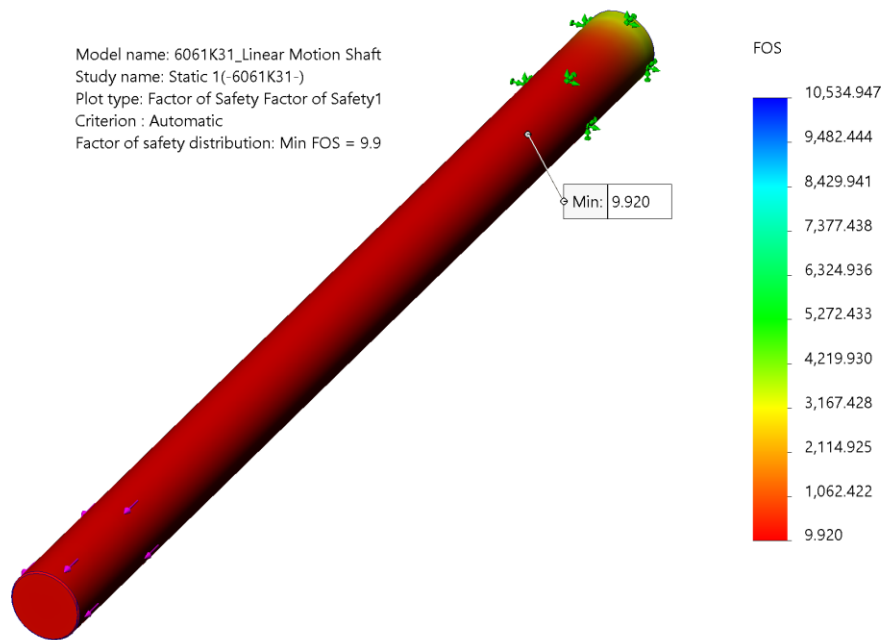 Model name: 6061K31_Linear Motion Shaft
Study name: Static 1(-6061K31-)
Plot type: Factor of Safety Factor of Safety1
Criterion : Automatic
Factor of safety distribution: Min FOS = 9.9
Min: 9.920
FOS
10,534.947
9,482.444
8,429.941
7,377.438
6,324.936
5,272.433
4,219.930
3,167.428
2,114.925
1,062.422
9.920